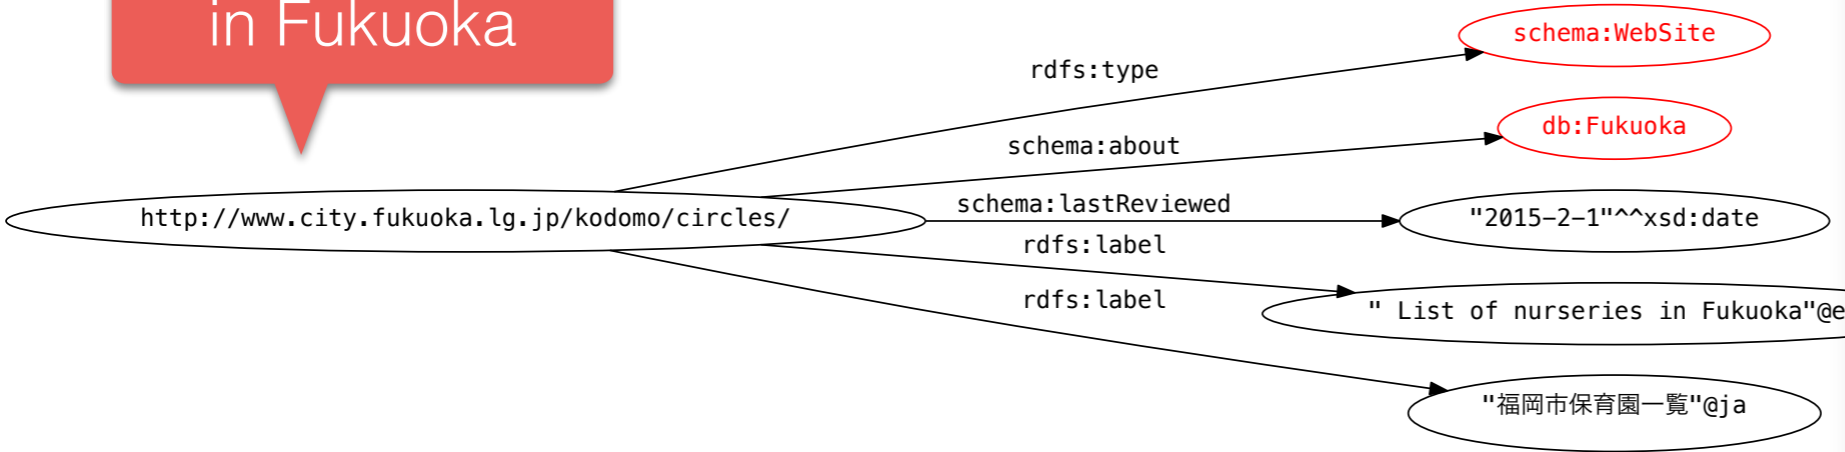 in Fukuoka
schema:WebSite
rdfs:type
db:Fukuoka
schema:about
schema:lastReviewed
http://www.city.fukuoka.lg.jp/kodomo/circles/
"2015-2-1"^^xsd:date
rdfs:label
" List of nurseries in Fukuoka"@e
rdfs:label
"福岡市保育園一覧"@ja